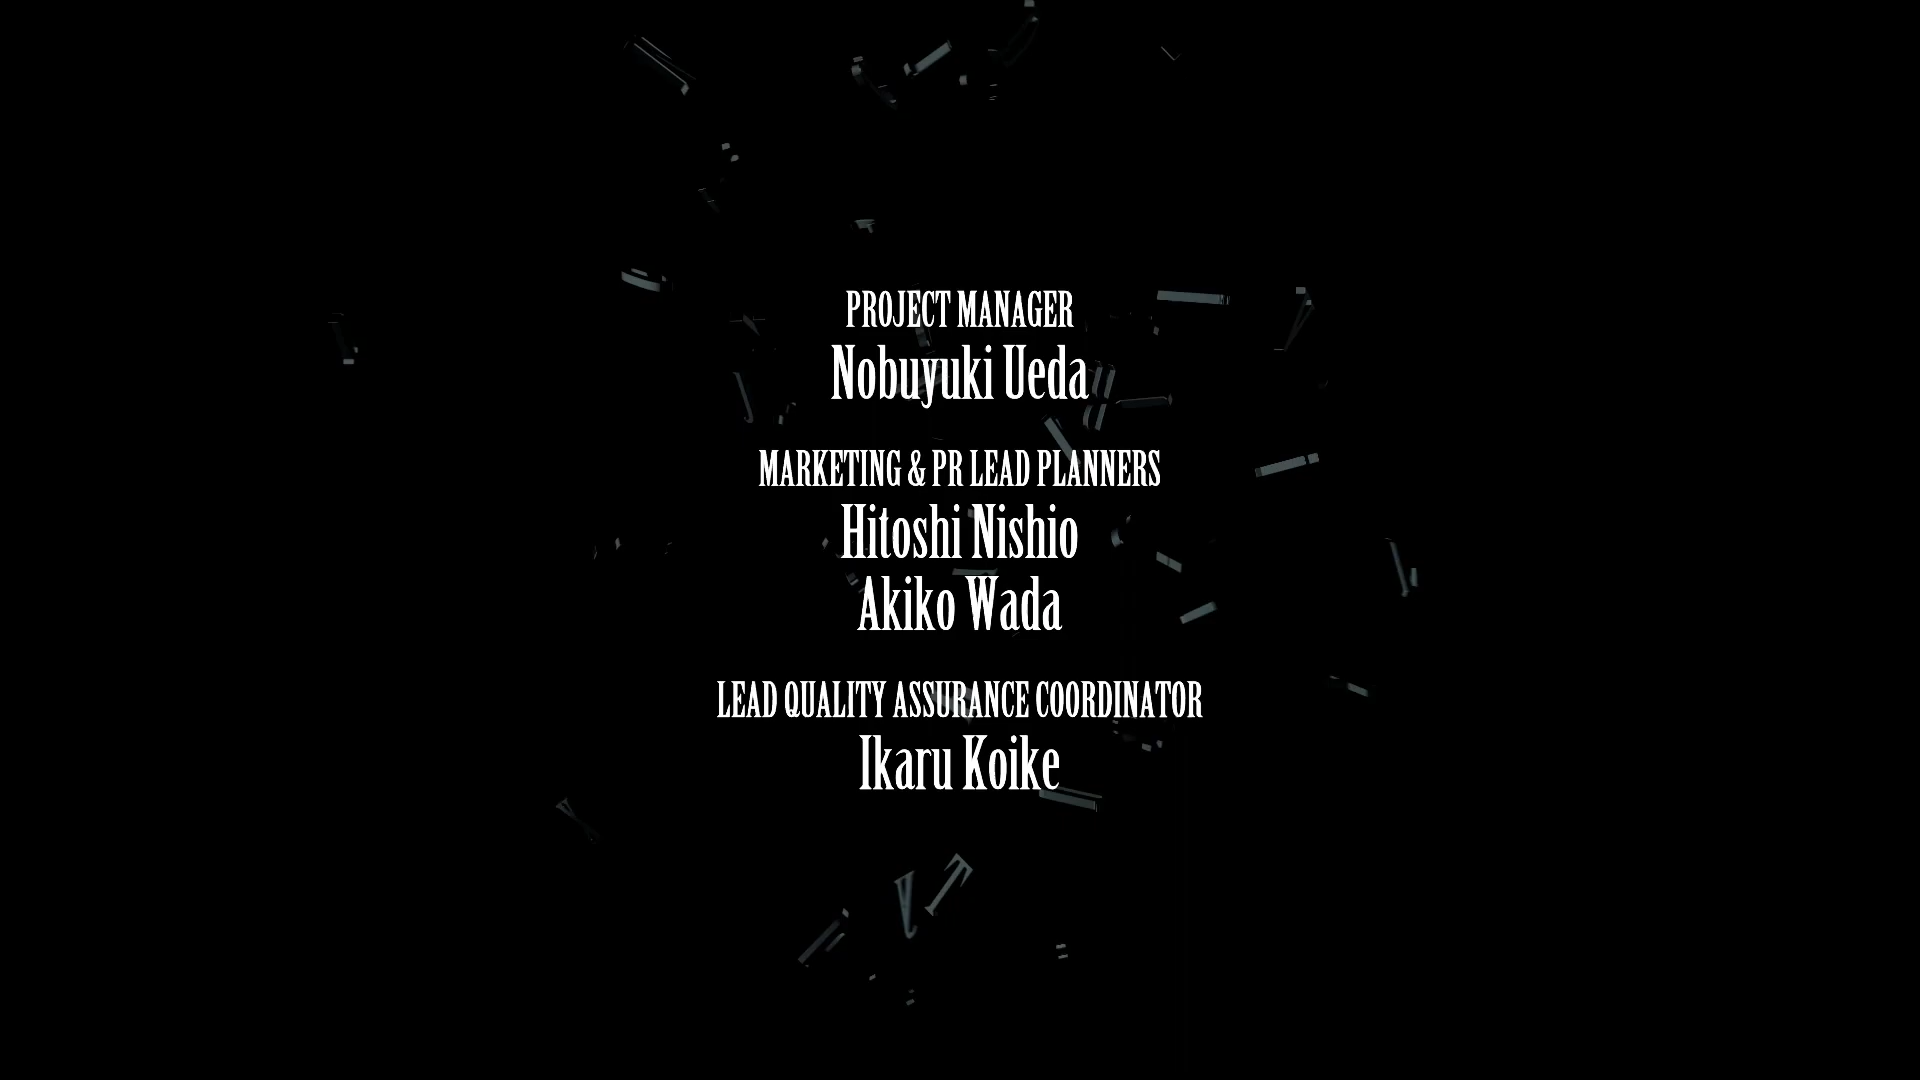 PROJECT MANAGER
Nobuyuki Ueda
MARKETING & PR LEAD PLANNERS
Hitoshi Nishio
Akiko Wada
LEAD QUALITY ASSURANCE COORDINATOR
Ikaru Koike